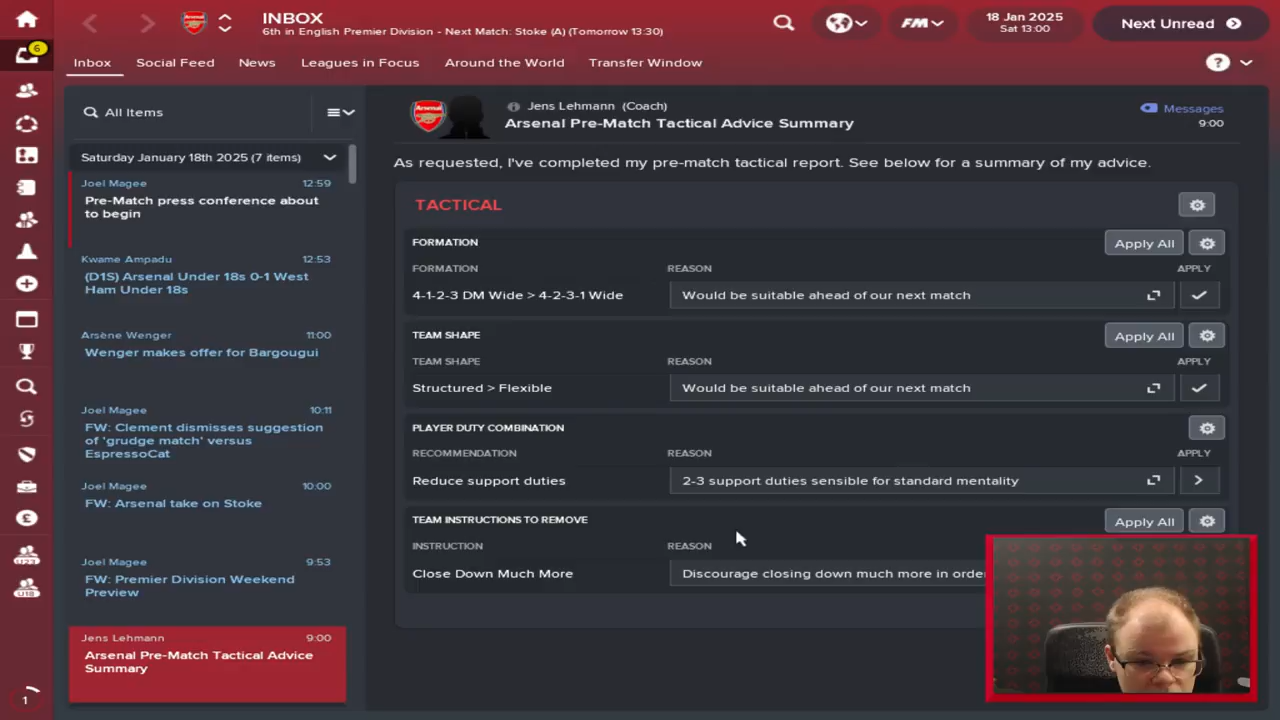 INBOX
6th in English Premier Division - Next Match: Stoke (A) (Tomorrow 13:30)
FM
18 Jan 2025
Sat 13:00
Next Unread
6
Inbox
Social Feed
News
Leagues in Focus
Around the World
Transfer Window
?
All Items
Saturday January 18th 2025 (7 items)
Joel Magee 12:59
Pre-Match press conference about
to begin
Kwame Ampadu 12:53
(D1S) Arsenal Under 18s 0-1 West
Ham Under 18s
Arsène Wenger 11:00
Wenger makes offer for Bargougui
Joel Magee 10:11
FW: Clement dismisses suggestion
of 'grudge match' versus
EspressoCat
Joel Magee 10:00
FW: Arsenal take on Stoke
Joel Magee 9:53
FW: Premier Division Weekend
Preview
Jens Lehmann 9:00
Arsenal Pre-Match Tactical Advice
Summary
U23
U18
1
Arsenal
Jens Lehmann (Coach)
Arsenal Pre-Match Tactical Advice Summary
Messages
9:00
As requested, I've completed my pre-match tactical report. See below for a summary of my advice.
TACTICAL
FORMATION
Apply All
FORMATION REASON APPLY
4-1-2-3 DM Wide > 4-2-3-1 Wide Would be suitable ahead of our next match
TEAM SHAPE
Apply All
TEAM SHAPE REASON APPLY
Structured > Flexible Would be suitable ahead of our next match
PLAYER DUTY COMBINATION
RECOMMENDATION REASON APPLY
Reduce support duties 2-3 support duties sensible for standard mentality
TEAM INSTRUCTIONS TO REMOVE
Apply All
INSTRUCTION REASON
Close Down Much More Discourage closing down much more in orde